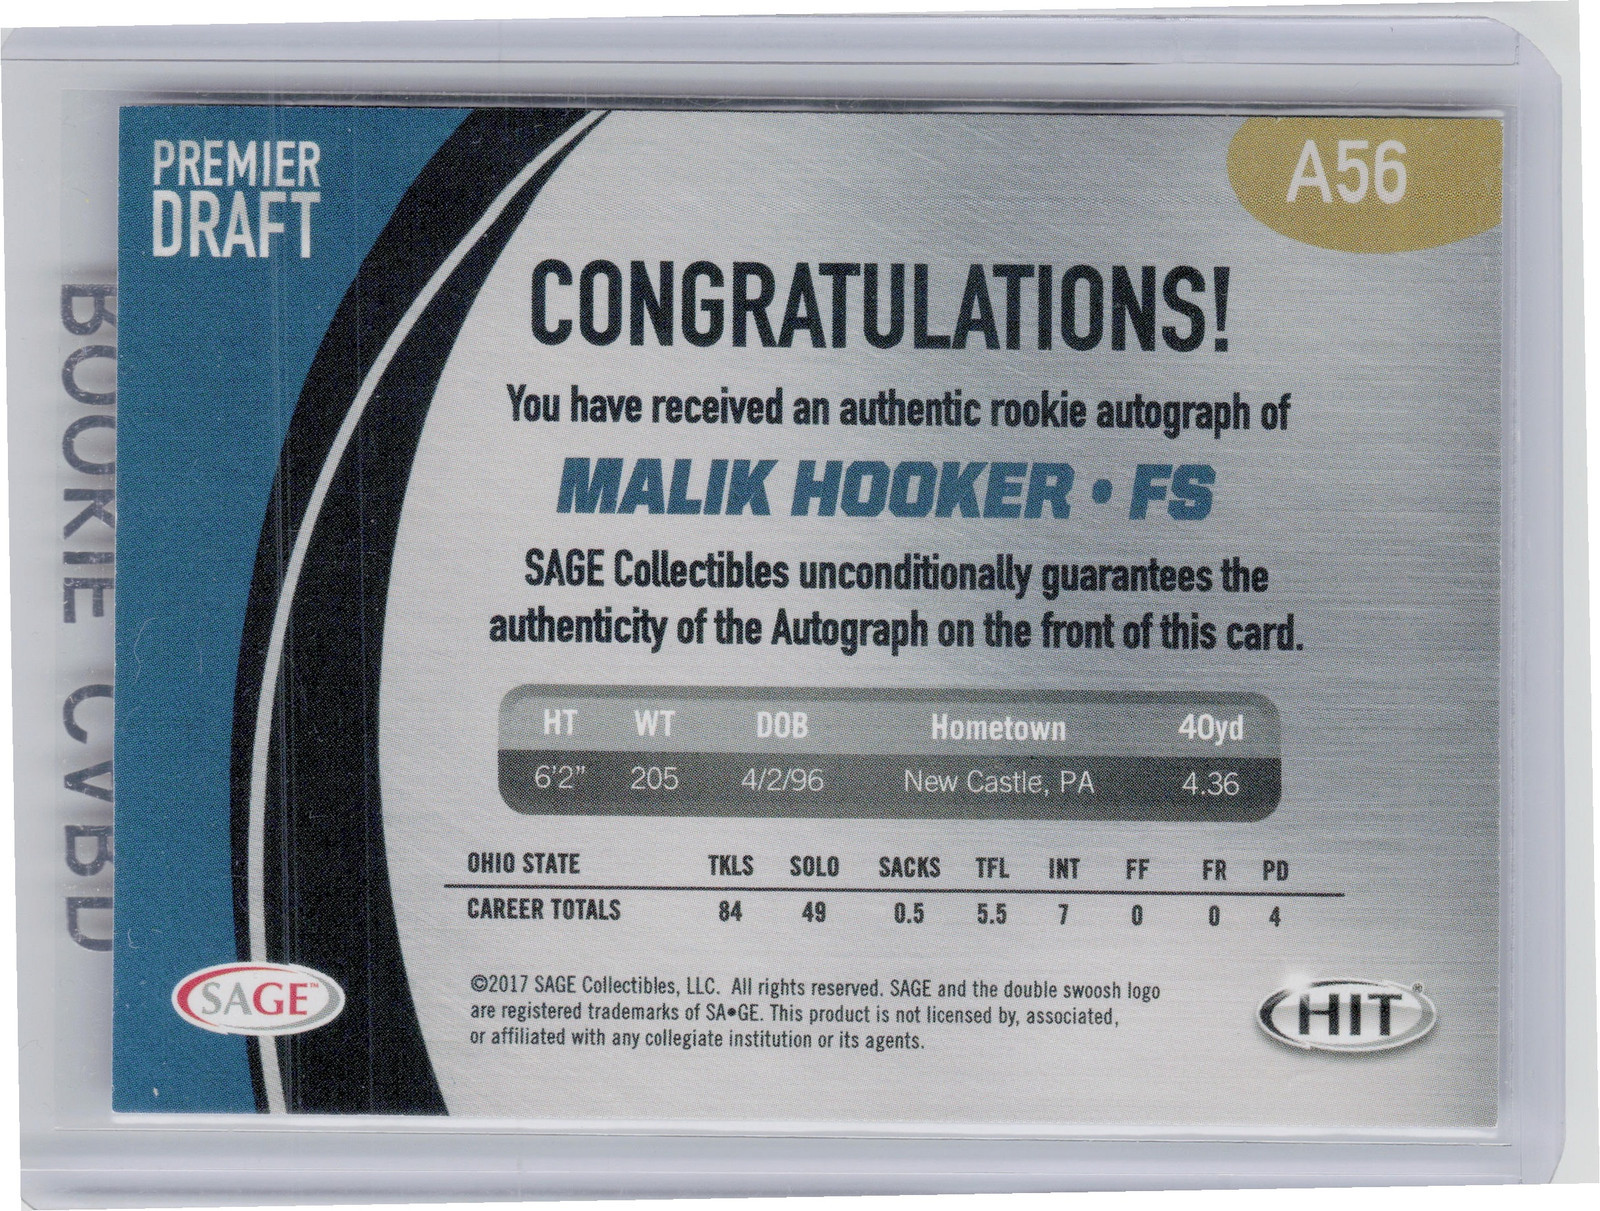 PREMIER
DRAFT
A56
CONGRATULATIONS!
You have received an authentic rookie autograph of
MALIK HOOKER • FS
SAGE Collectibles unconditionally guarantees the
authenticity of the Autograph on the front of this card.
HT WT DOB Hometown 40yd
6'2" 205 4/2/96 New Castle, PA 4.36
OHIO STATE TKLS SOLO SACKS TFL INT FF FR PD
CAREER TOTALS 84 49 0.5 5.5 7 0 0 4
©2017 SAGE Collectibles, LLC. All rights reserved. SAGE and the double swoosh logo
are registered trademarks of SA•GE. This product is not licensed by, associated,
or affiliated with any collegiate institution or its agents.
SAGE™
HIT®